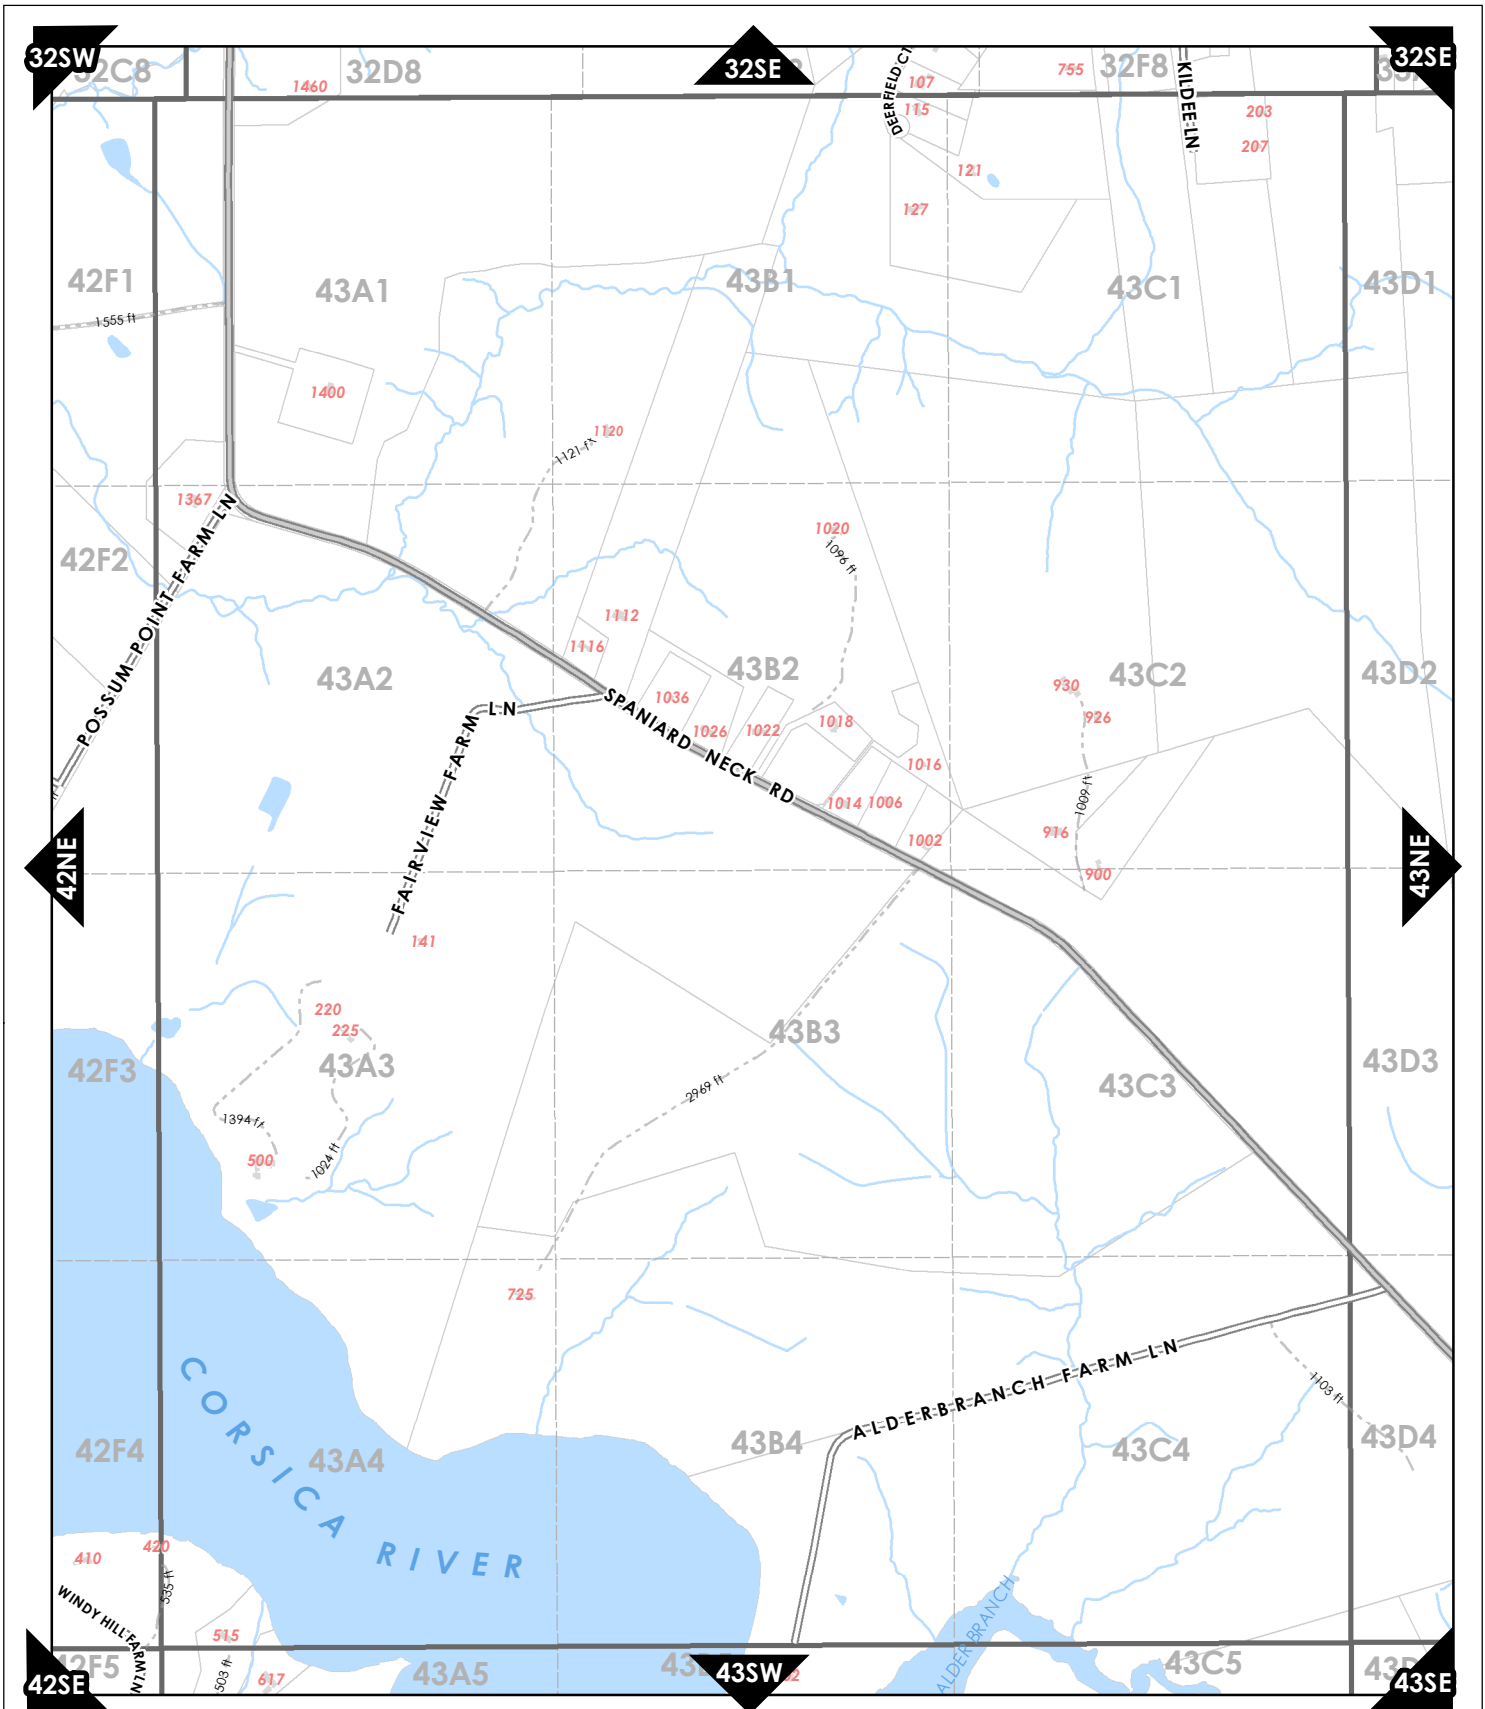 32SW
32C8
32D8
1460
32SE
DEERFIELD CT
107
755
32F8
KILDEE LN
32SE
115
203
207
121
127
42F1
43A1
43B1
43C1
43D1
1555 ft
1400
1120
1121 ft
1367
POSSUM POINT FARM LN
42F2
1020
1096 ft
1112
1116
43A2
43B2
43C2
43D2
930
926
1036
1026
1022
1018
FAIRVIEW FARM LN
SPANIARD NECK RD
1016
1014
1006
1009 ft
1002
916
900
42NE
43NE
141
220
225
42F3
43A3
43B3
43C3
43D3
1394 ft
2969 ft
500
1024 ft
725
CORSICA RIVER
ALDERBRANCH FARM LN
1103 ft
42F4
43A4
43B4
43C4
43D4
410
420
535 ft
WINDY HILL FARM LN
ALDER BRANCH
515
503 ft
617
42F5
43A5
43C5
42SE
43SW
43SE